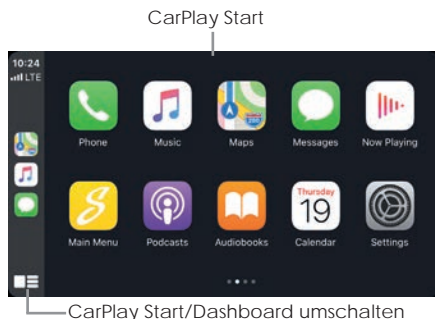 CarPlay Start
10:24
LTE
Phone
Music
Maps
Messages
Now Playing
Thursday
19
Main Menu
Podcasts
Audiobooks
Calendar
Settings
CarPlay Start/Dashboard umschalten